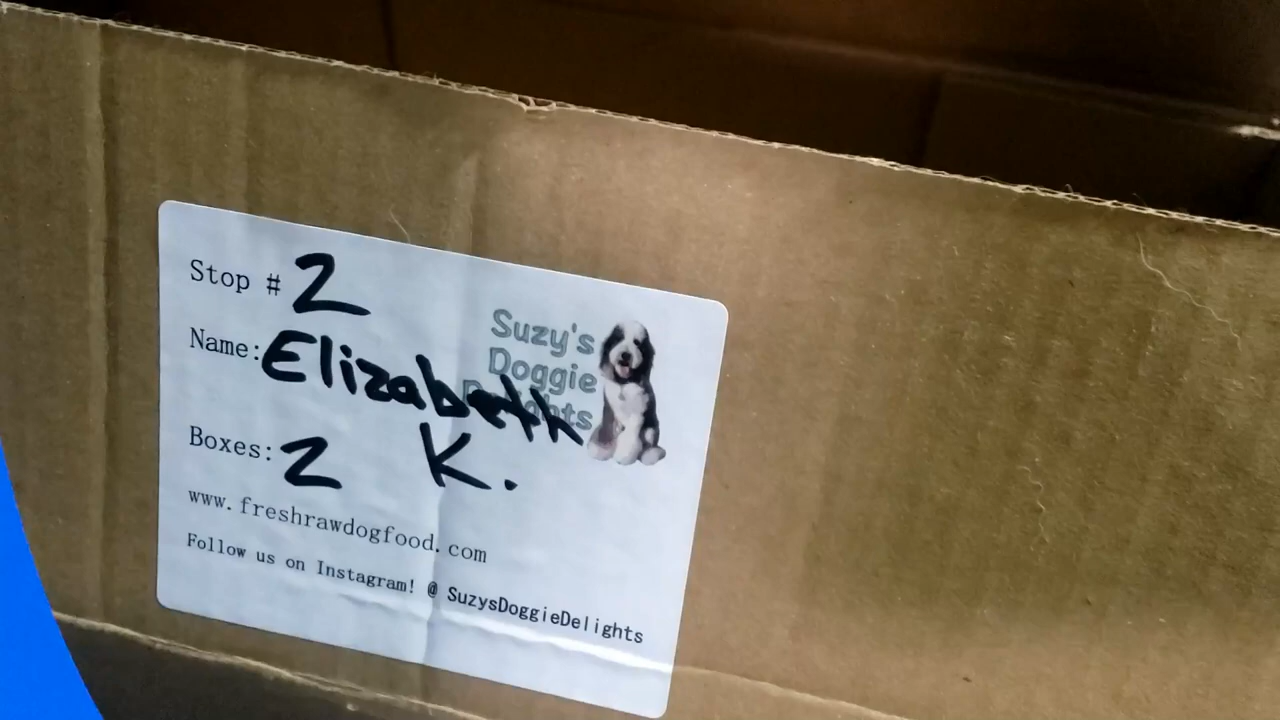 Stop # 2
Name: Elizabeth K.
Boxes: 2
Suzy's
Doggie
Delights
www.freshrawdogfood.com
Follow us on Instagram! @ SuzysDoggieDelights